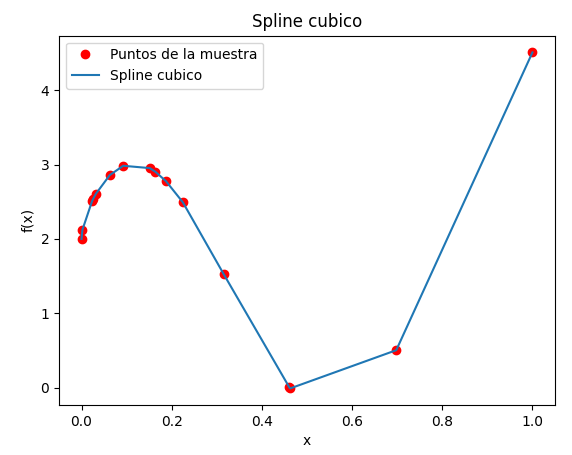 Spline cubico
Puntos de la muestra
Spline cubico
f(x)
4
3
2
1
0
0.0 0.2 0.4 0.6 0.8 1.0
x